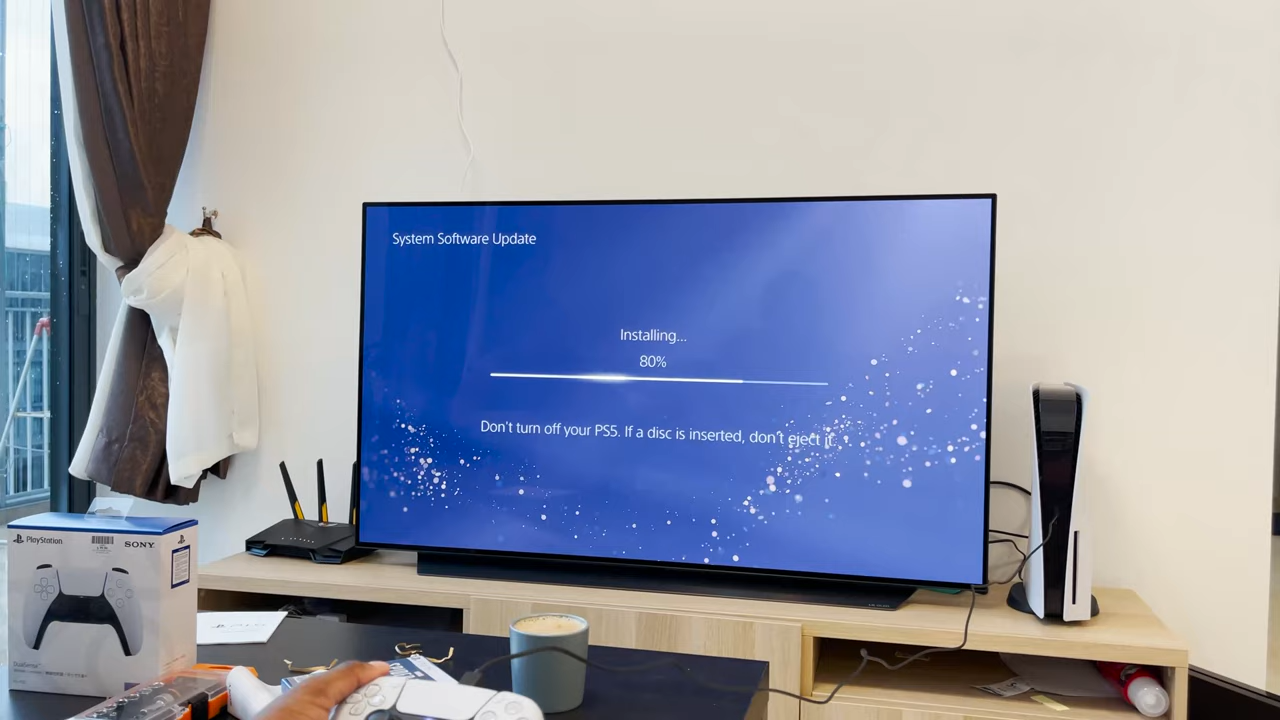 System Software Update
Installing...
80%
Don't turn off your PS5. If a disc is inserted, don't eject it.
PlayStation
SONY
DualSense